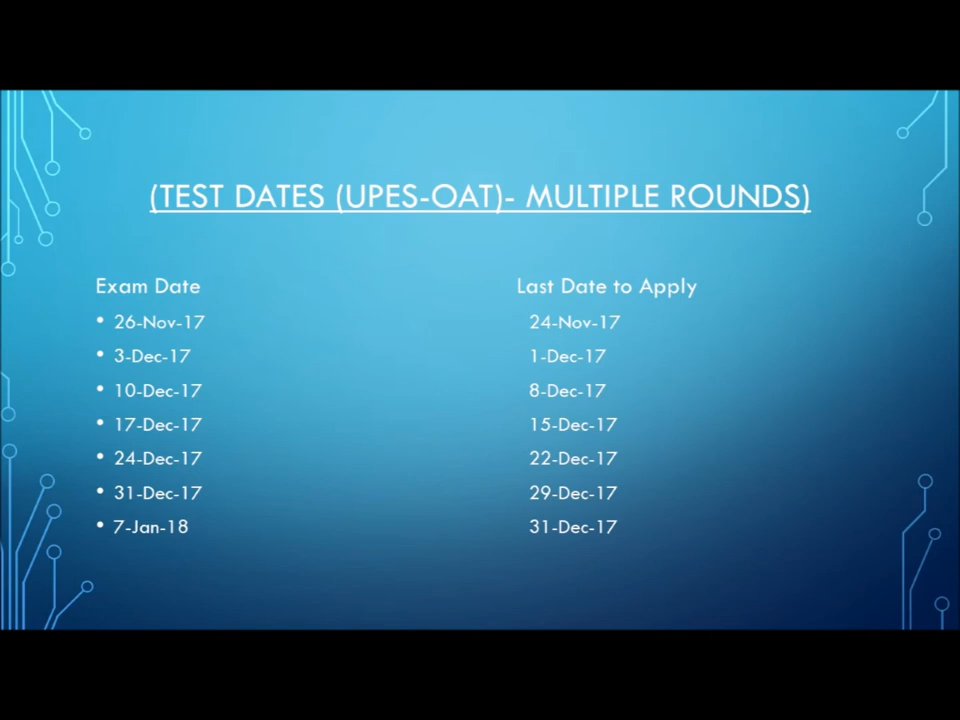 (TEST DATES (UPES-OAT)- MULTIPLE ROUNDS)
Exam Date Last Date to Apply
• 26-Nov-17 24-Nov-17
• 3-Dec-17 1-Dec-17
• 10-Dec-17 8-Dec-17
• 17-Dec-17 15-Dec-17
• 24-Dec-17 22-Dec-17
• 31-Dec-17 29-Dec-17
• 7-Jan-18 31-Dec-17